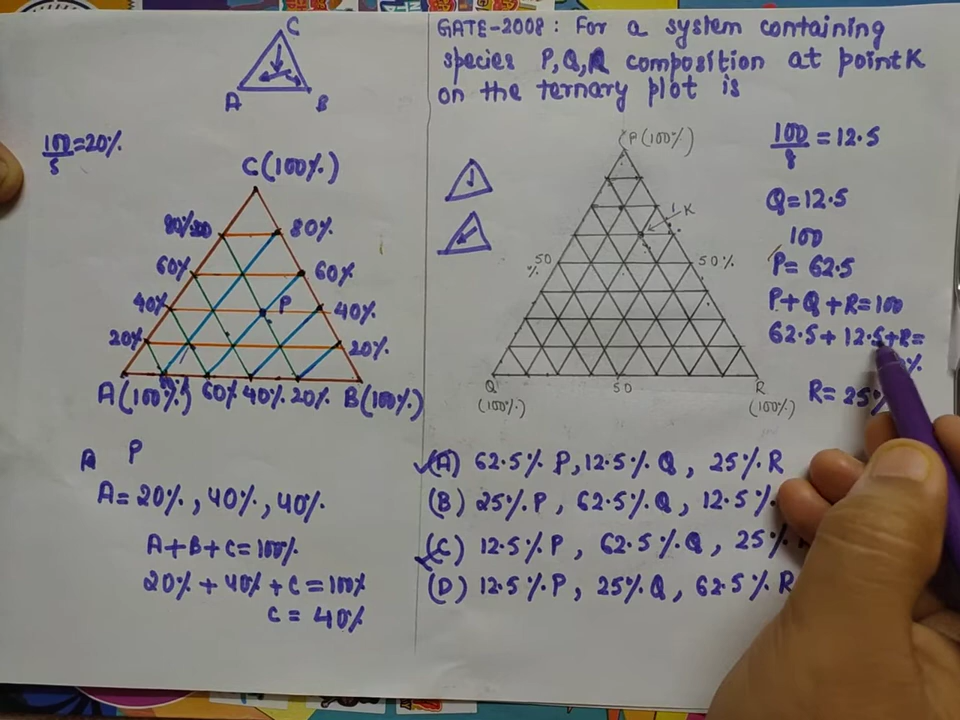 C
A B
100/5=20%
C(100%)
80% 80%
60% 60%
P
40% 40%
20% 20%
A(100%) 60% 40% 20% B(100%)
A P
A=20%, 40%, 40%
A+B+C=100%
20%+40%+C=100%
C=40%
GATE-2008: For a system containing
species P,Q,R composition at point K
on the ternary plot is
P(100%)
K
50% 50%
Q 50 R
(100%) (100%)
100/8=12.5
Q=12.5
100
P=62.5
P+Q+R=100
62.5+12.5+R=
%
R=25%
(A) 62.5% P, 12.5% Q, 25% R
(B) 25% P, 62.5% Q, 12.5%
(C) 12.5% P, 62.5% Q, 25%
(D) 12.5% P, 25% Q, 62.5% R